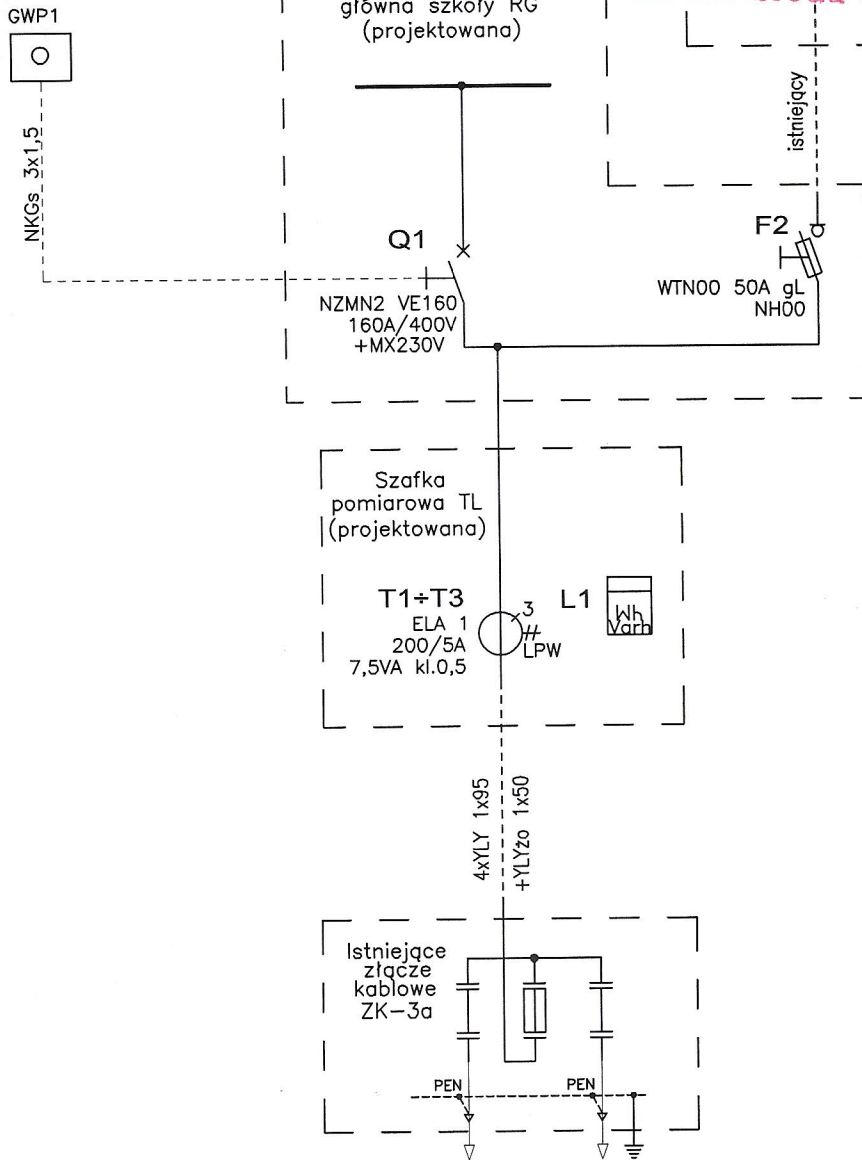 GWP1
główna szkoły RG
(projektowana)
istniejący
NKGs 3x1,5
Q1
NZMN2 VE160
160A/400V
+MX230V
F2
WTN00 50A gL
NH00
Szafka
pomiarowa TL
(projektowana)
T1÷T3
ELA 1
200/5A
7,5VA kl.0,5
3
LPW
L1
Wh
Varh
4xYLY 1x95
+YLYżo 1x50
Istniejące
złącze
kablowe
ZK-3a
PEN
PEN